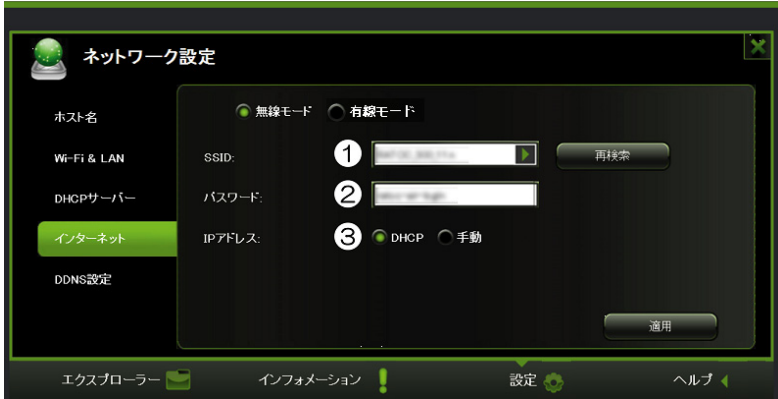 ネットワーク設定
ホスト名
Wi-Fi & LAN
DHCPサーバー
インターネット
DDNS設定
無線モード 有線モード
SSID: ① 再検索
パスワード: ②
IPアドレス: ③ DHCP 手動
適用
エクスプローラー インフォメーション 設定 ヘルプ